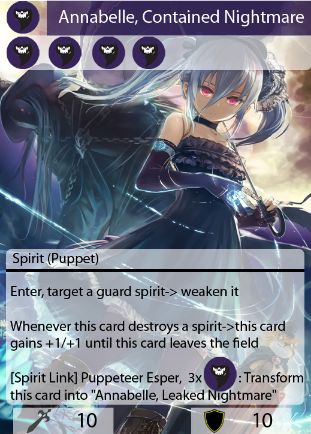 Annabelle, Contained Nightmare
Spirit (Puppet)
Enter, target a guard spirit-> weaken it
Whenever this card destroys a spirit->this card
gains +1/+1 until this card leaves the field
[Spirit Link] Puppeteer Esper, 3x : Transform
this card into "Annabelle, Leaked Nightmare"
10 10